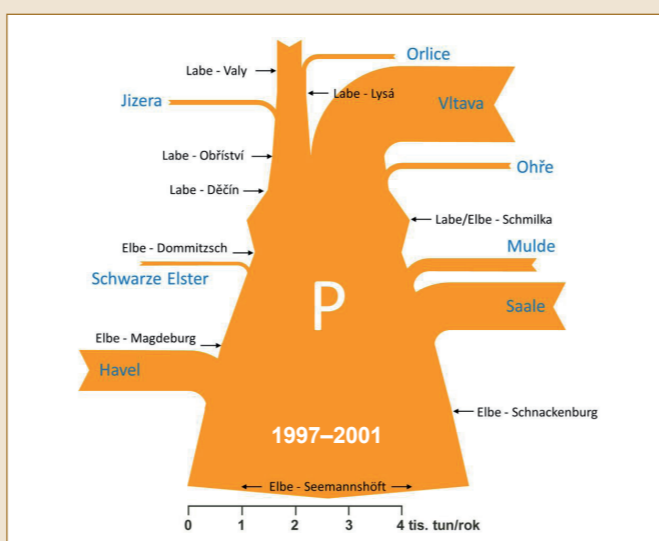 Orlice
Labe - Valy
Labe - Lysá
Vltava
Jizera
Labe - Obříství
Ohře
Labe - Děčín
Labe/Elbe - Schmilka
Elbe - Dommitzsch
Mulde
Schwarze Elster
P
Saale
Elbe - Magdeburg
Havel
Elbe - Schnackenburg
1997–2001
Elbe - Seemannshöft
0 1 2 3 4 tis. tun/rok